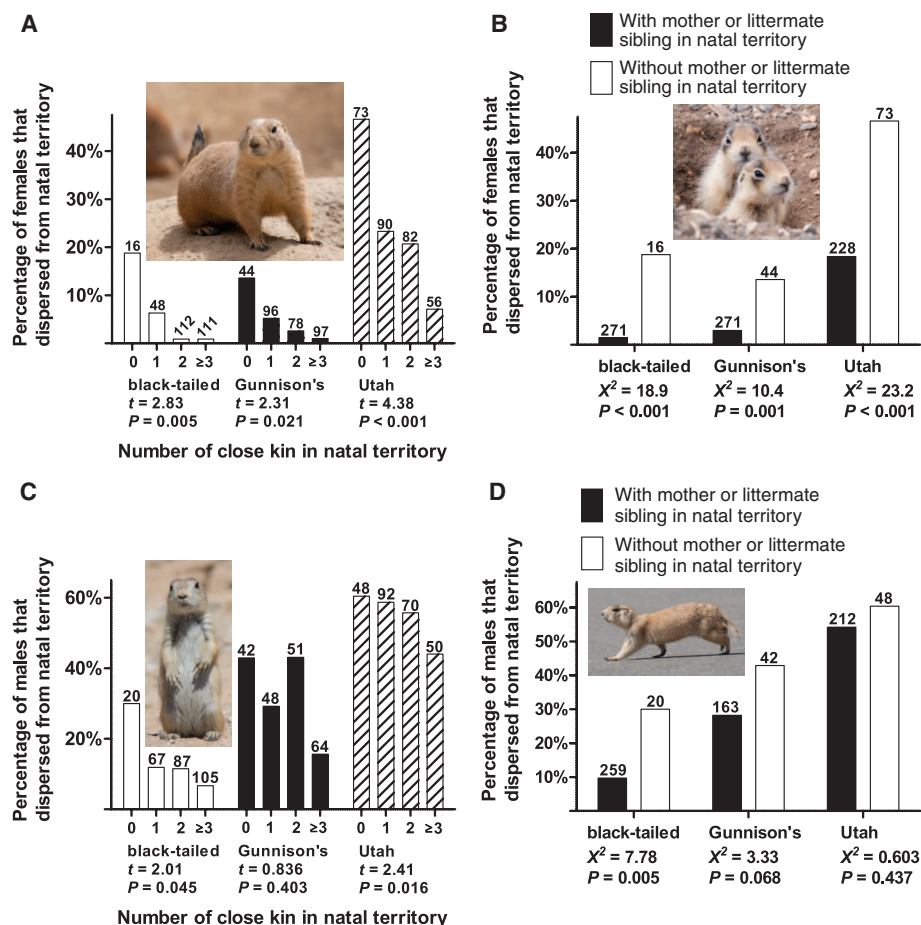 A
Percentage of females that
dispersed from natal territory
40%
30%
20%
10%
16
48
112
111
44
96
78
97
73
90
82
56
0 1 2 ≥3 0 1 2 ≥3 0 1 2 ≥3
black-tailed Gunnison's Utah
t = 2.83 t = 2.31 t = 4.38
P = 0.005 P = 0.021 P < 0.001
Number of close kin in natal territory
B
With mother or littermate
sibling in natal territory
Without mother or littermate
sibling in natal territory
Percentage of females that
dispersed from natal territory
40%
30%
20%
10%
271
16
271
44
228
73
black-tailed Gunnison's Utah
X² = 18.9 X² = 10.4 X² = 23.2
P < 0.001 P = 0.001 P < 0.001
C
Percentage of males that
dispersed from natal territory
60%
40%
20%
20
67
87
105
42
48
51
64
48
92
70
50
0 1 2 ≥3 0 1 2 ≥3 0 1 2 ≥3
black-tailed Gunnison's Utah
t = 2.01 t = 0.836 t = 2.41
P = 0.045 P = 0.403 P = 0.016
Number of close kin in natal territory
D
With mother or littermate
sibling in natal territory
Without mother or littermate
sibling in natal territory
Percentage of males that
dispersed from natal territory
60%
50%
40%
30%
20%
10%
259
20
163
42
212
48
black-tailed Gunnison's Utah
X² = 7.78 X² = 3.33 X² = 0.603
P = 0.005 P = 0.068 P = 0.437